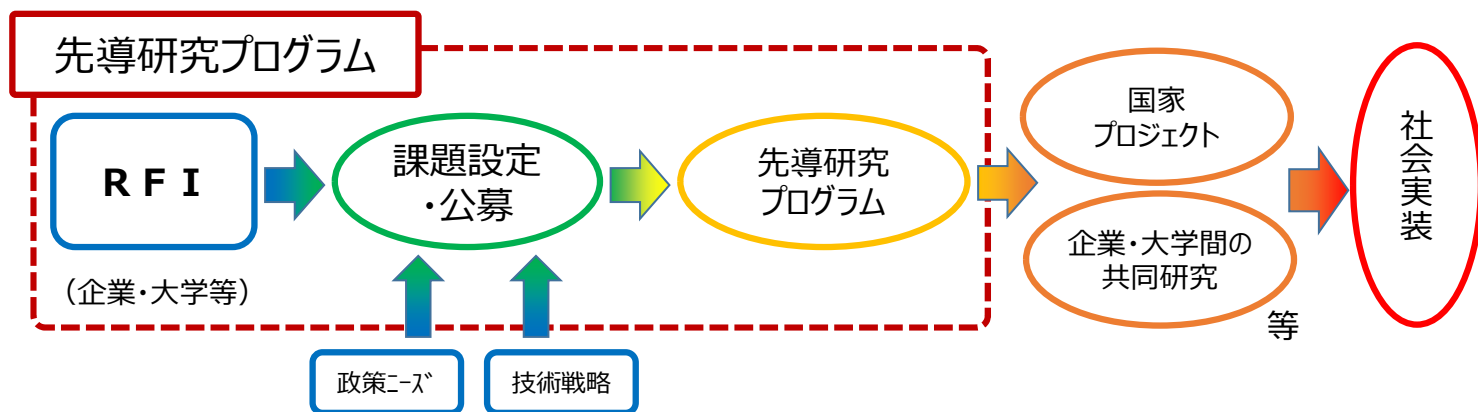 先導研究プログラム
ＲＦＩ
(企業・大学等)
課題設定
・公募
政策ﾆｰｽﾞ
技術戦略
先導研究
プログラム
国家
プロジェクト
企業・大学間の
共同研究
等
社会実装